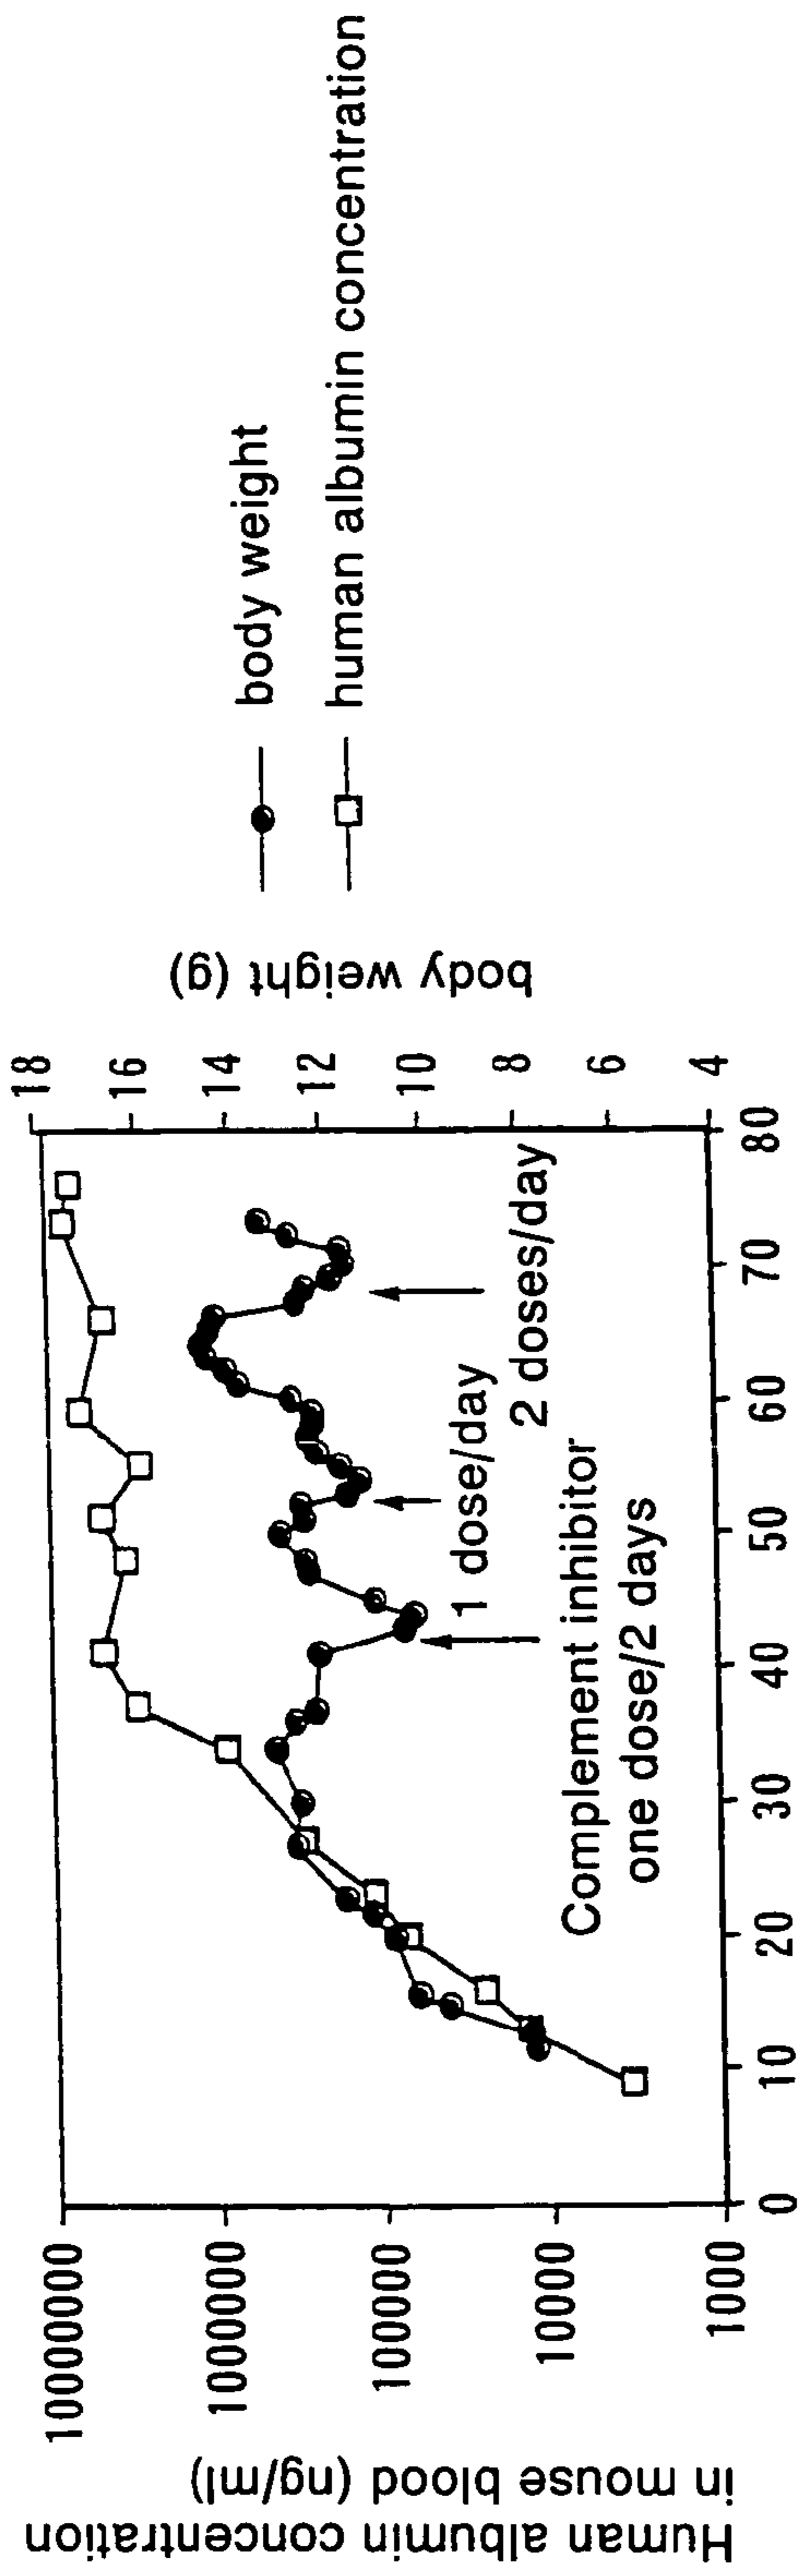 Human albumin concentration
in mouse blood (ng/ml)
10000000
1000000
100000
10000
1000
0
10
20
30
40
50
60
70
80
18
16
14
12
10
8
6
4
body weight (g)
1 dose/day
2 doses/day
Complement inhibitor
one dose/2 days
body weight
human albumin concentration